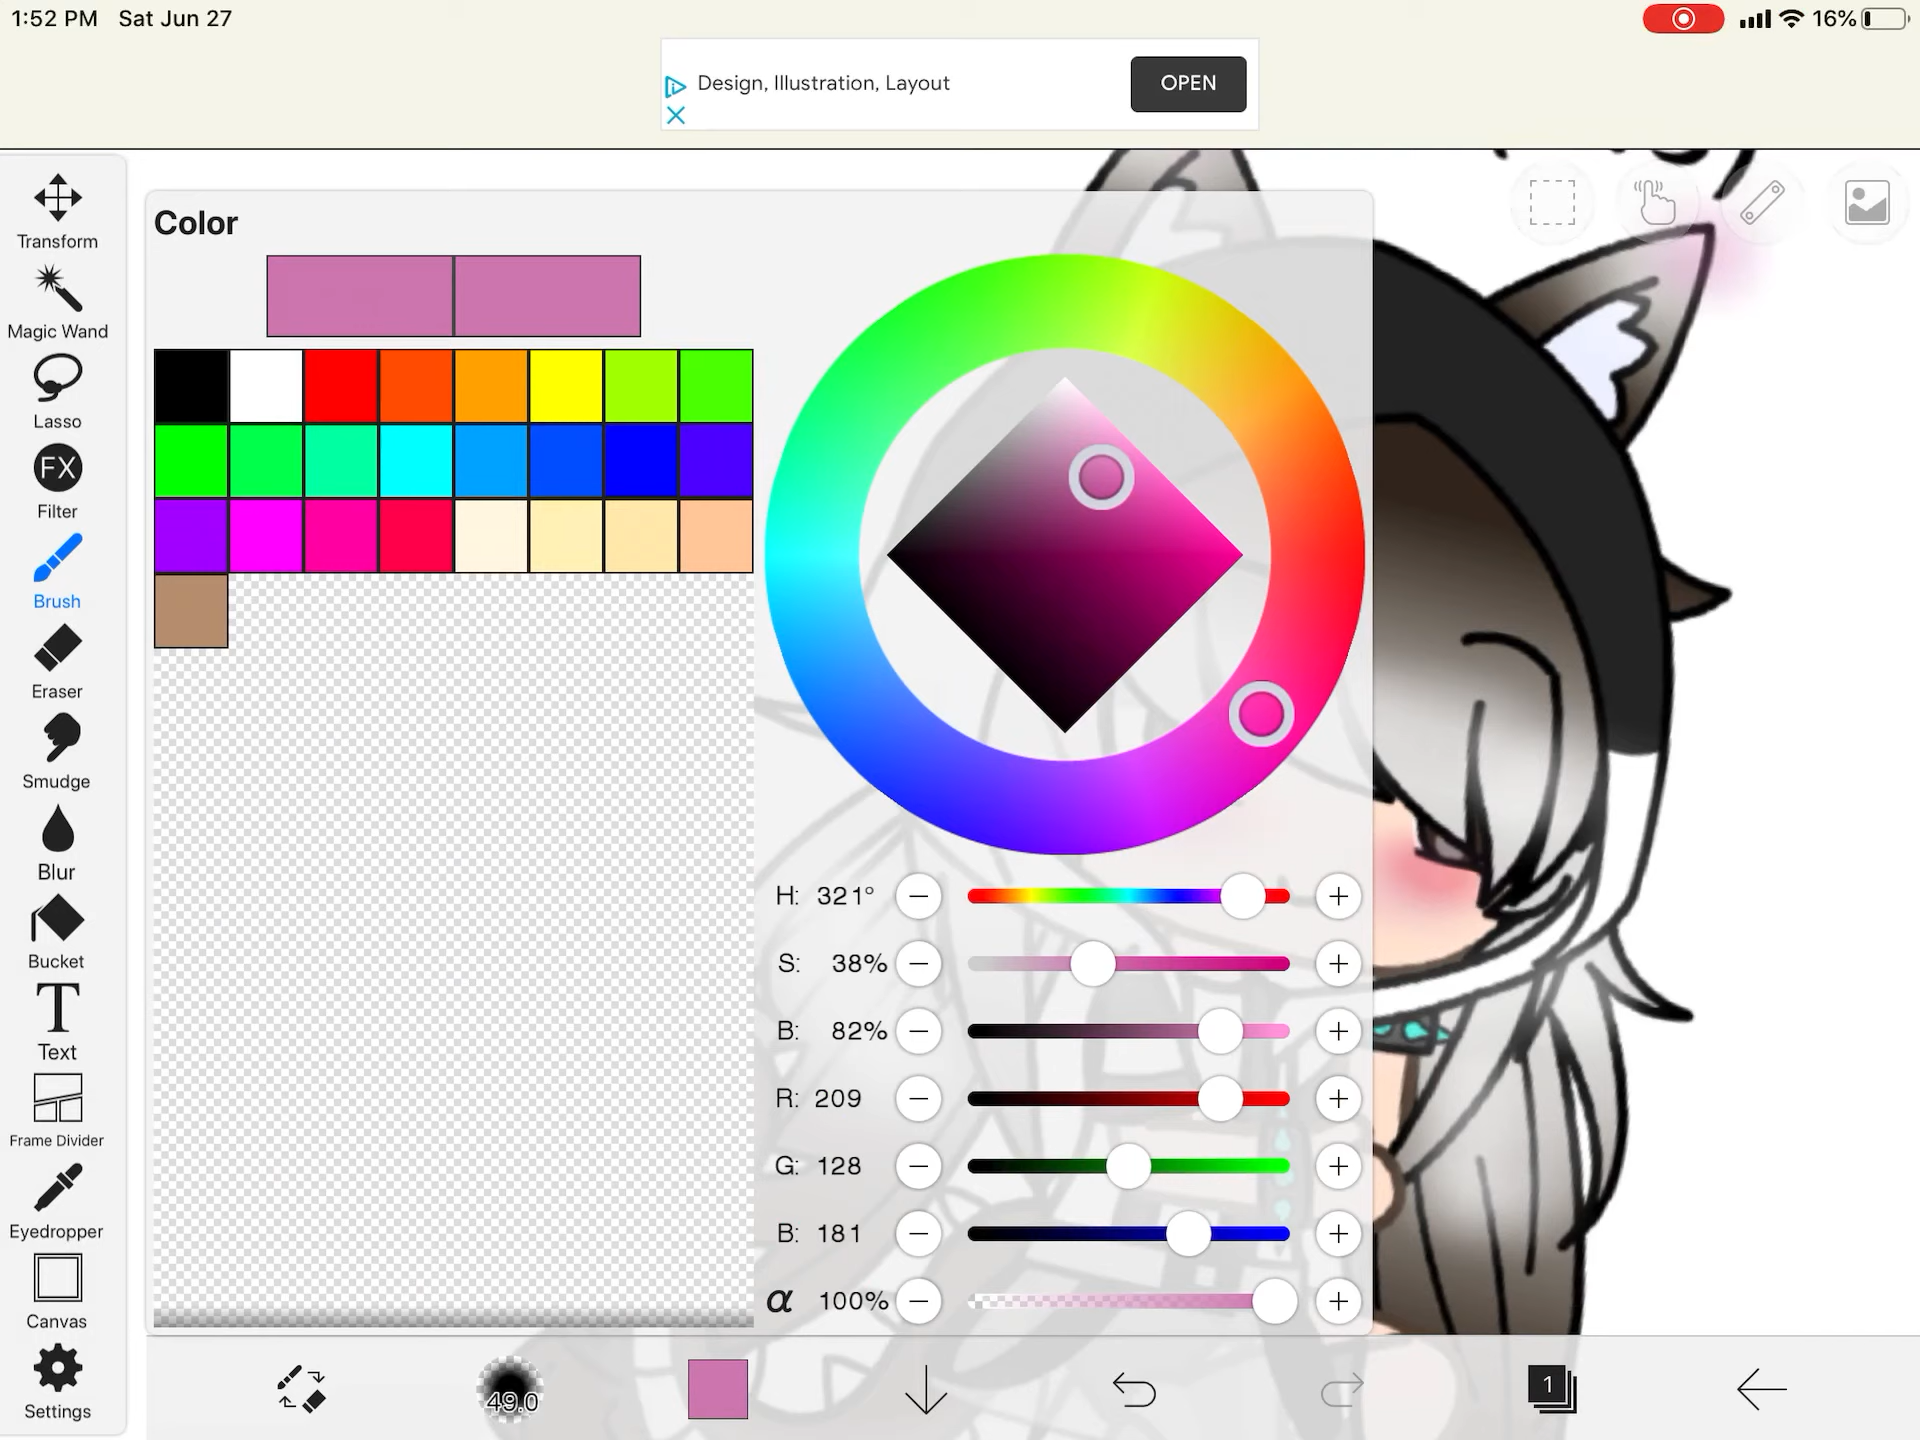 1:52 PM Sat Jun 27
16%
Design, Illustration, Layout
OPEN
Transform
Magic Wand
Lasso
FX
Filter
Brush
Eraser
Smudge
Blur
Bucket
T
Text
Frame Divider
Eyedropper
Canvas
Settings
Color
H: 321°
S: 38%
B: 82%
R: 209
G: 128
B: 181
α 100%
49.0
1